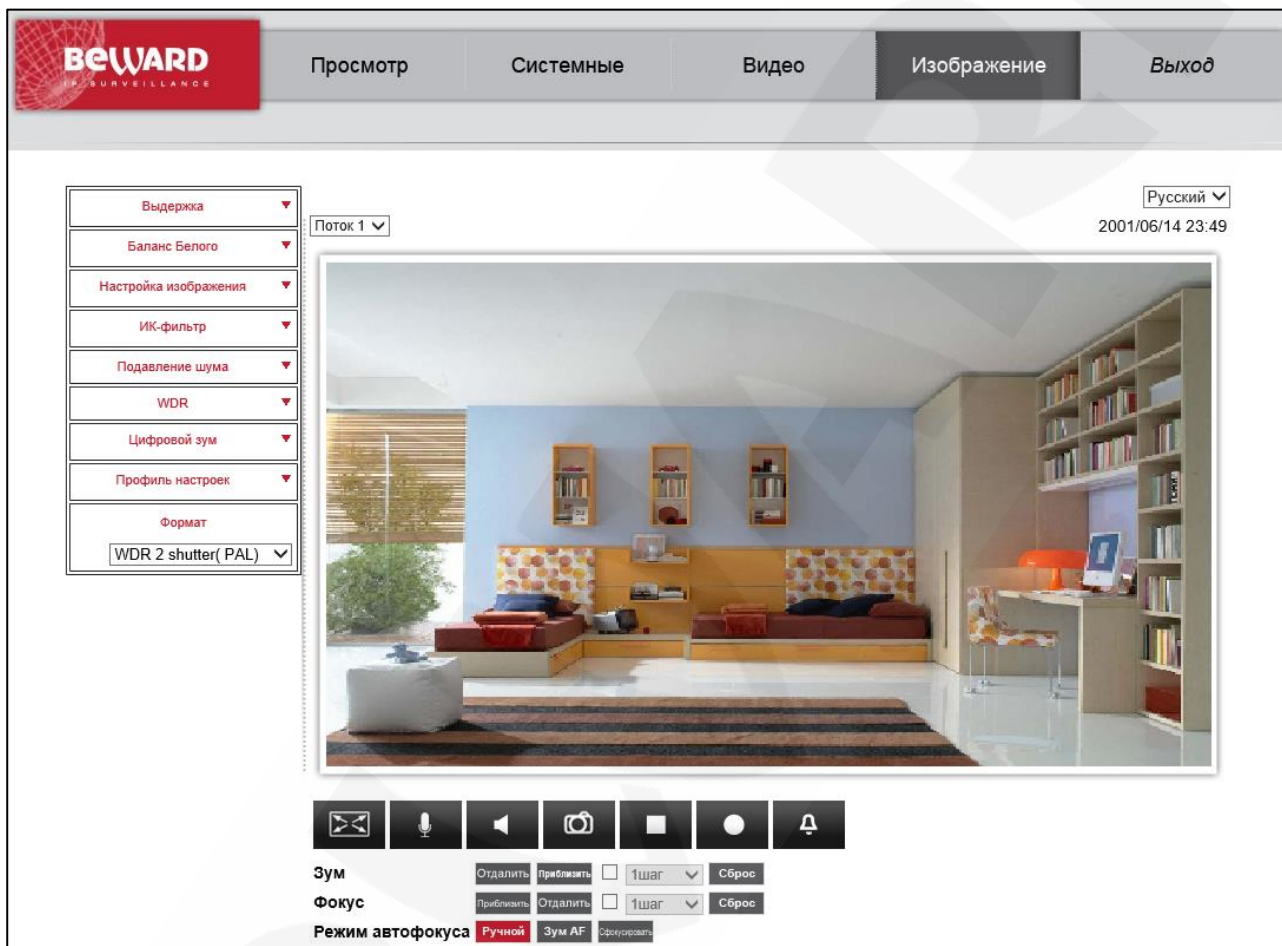 BEWARD
IP SURVEILLANCE
Просмотр
Системные
Видео
Изображение
Выход
Выдержка
Баланс Белого
Настройка изображения
ИК-фильтр
Подавление шума
WDR
Цифровой зум
Профиль настроек
Формат
WDR 2 shutter( PAL)
Поток 1
Русский
2001/06/14 23:49
Зум Отдалить Приблизить 1шаг Сброс
Фокус Приблизить Отдалить 1шаг Сброс
Режим автофокуса Ручной Зум AF Сфокусировать